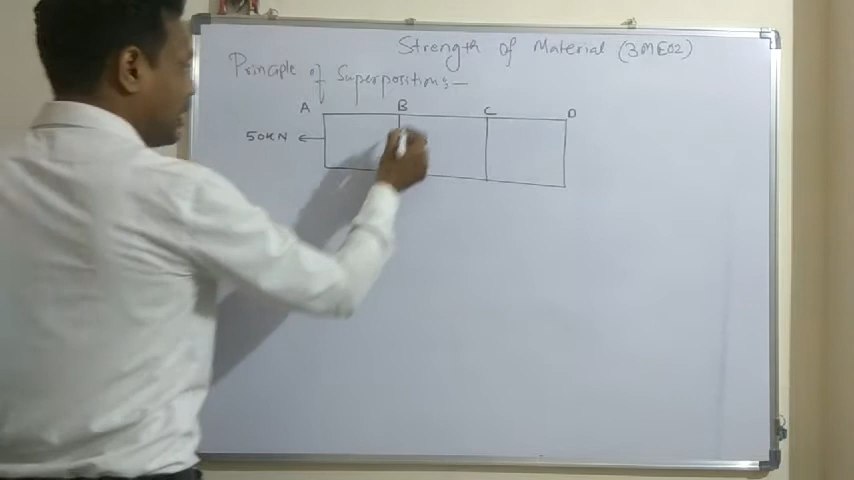 Strength of Material (3ME02)
Principle of Superposition:-
A B C D
50KN